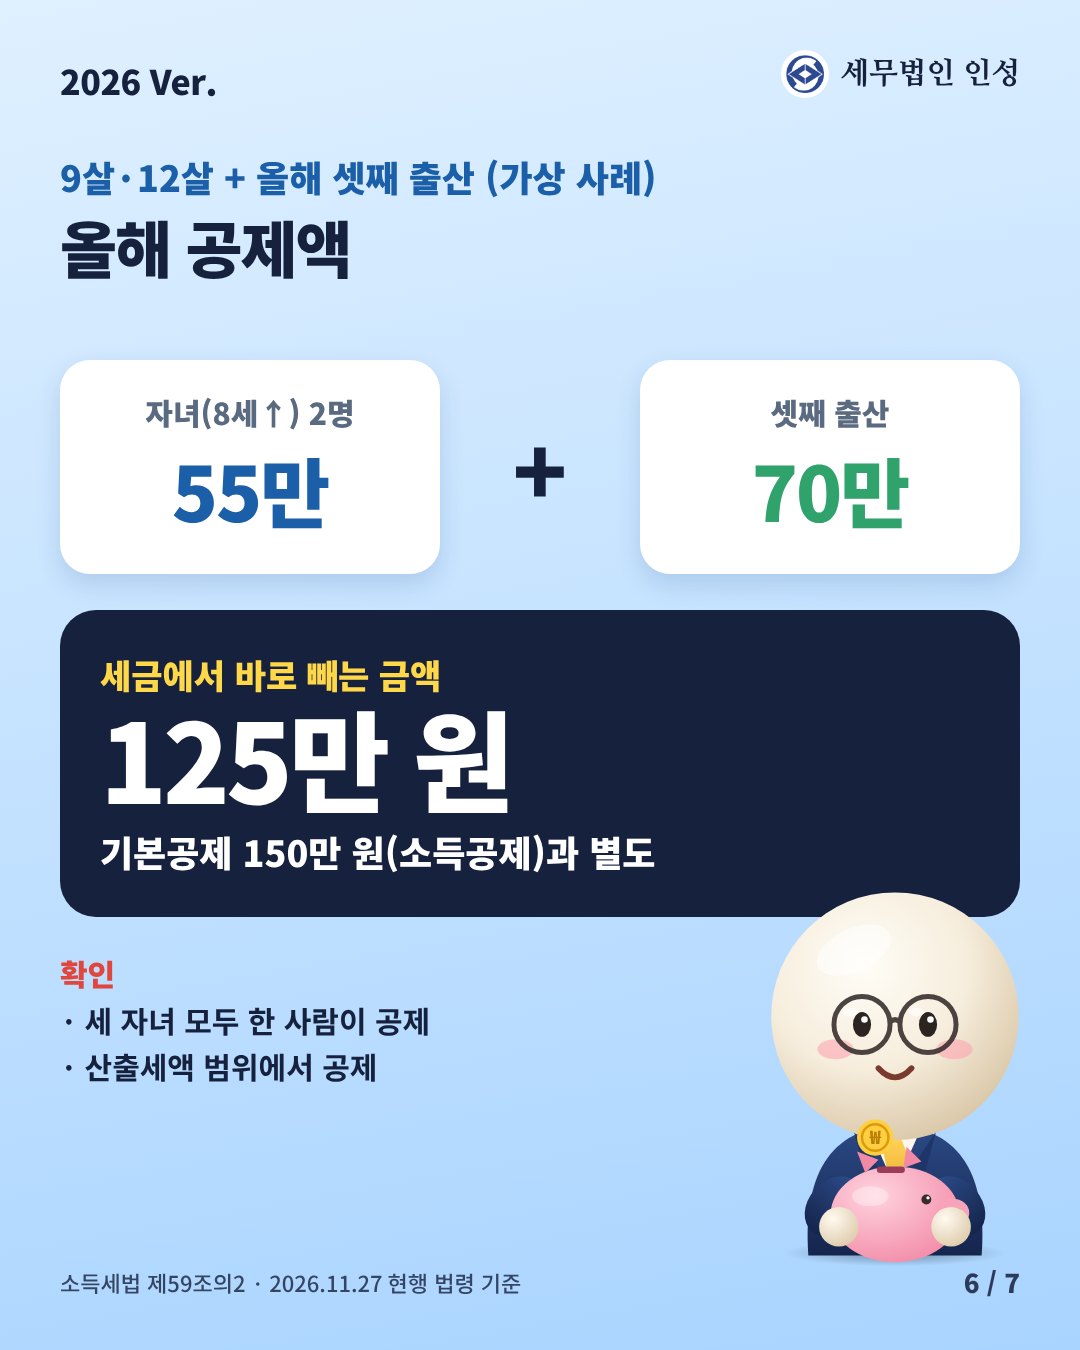 2026 Ver.
세무법인 인성
9살·12살 + 올해 셋째 출산 (가상 사례)
올해 공제액
자녀(8세↑) 2명
55만
+
셋째 출산
70만
세금에서 바로 빼는 금액
125만 원
기본공제 150만 원(소득공제)과 별도
확인
· 세 자녀 모두 한 사람이 공제
· 산출세액 범위에서 공제
₩
소득세법 제59조의2 · 2026.11.27 현행 법령 기준
6 / 7